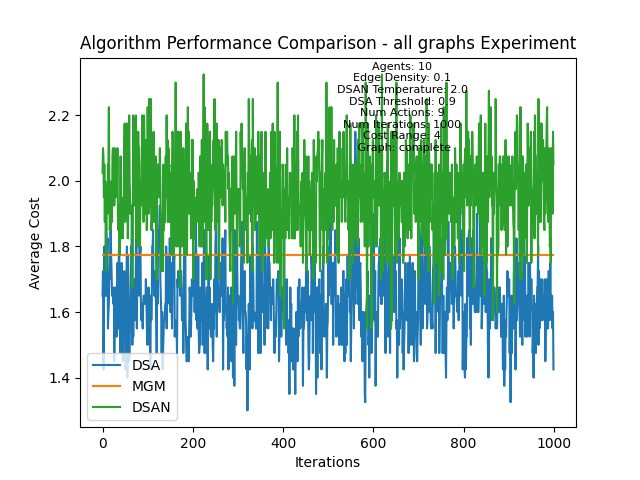 Algorithm Performance Comparison - all graphs Experiment
Agents: 10
Edge Density: 0.1
DSAN Temperature: 2.0
DSA Threshold: 0.9
Num Actions: 9
Num Iterations: 1000
Cost Range: 4
Graph: complete
Average Cost
2.2
2.0
1.8
1.6
1.4
DSA
MGM
DSAN
0
200
400
600
800
1000
Iterations